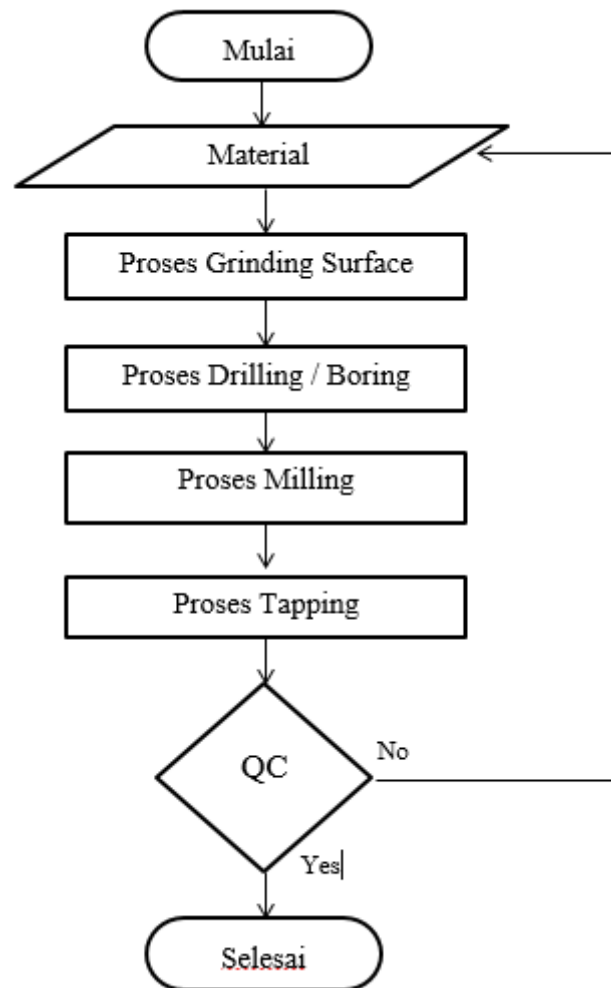 Mulai
Material
Proses Grinding Surface
Proses Drilling / Boring
Proses Milling
Proses Tapping
QC
No
Yes
Selesai